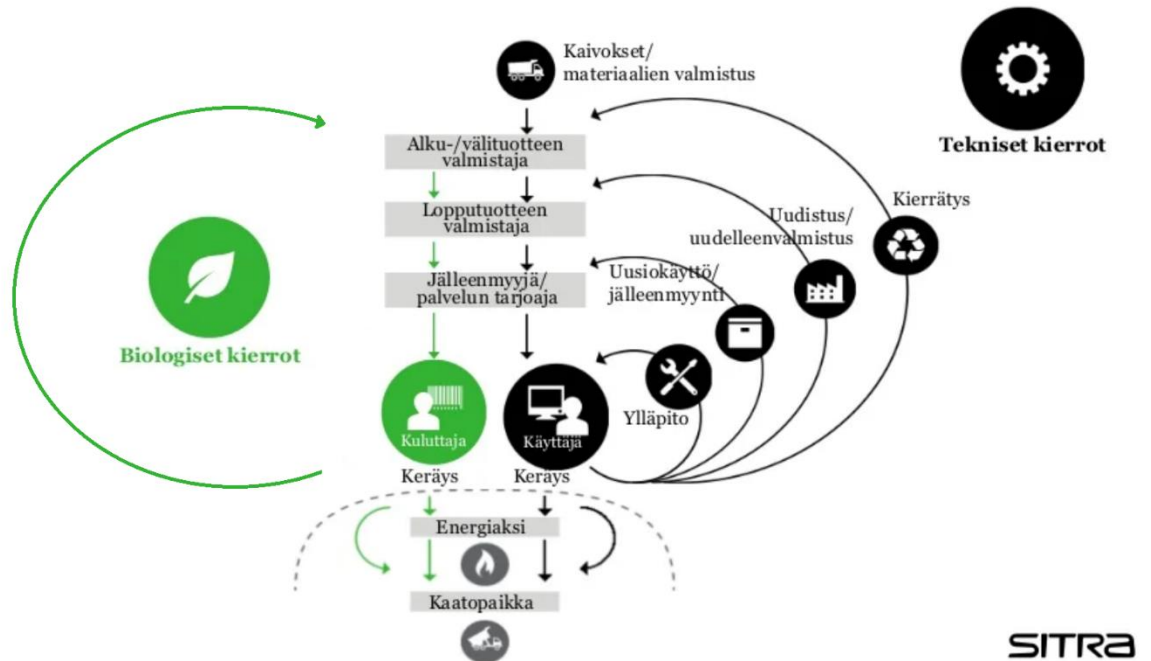 Kaivokset/
materiaalien valmistus
Tekniset kierrot
Alku-/välituotteen
valmistaja
Kierrätys
Lopputuotteen
valmistaja
Uudistus/
uudelleenvalmistus
Jälleenmyyjä/
palvelun tarjoaja
Uusiokäyttö/
jälleenmyynti
Biologiset kierrot
Ylläpito
Kuluttaja
Käyttäjä
Keräys
Keräys
Energiaksi
Kaatopaikka
SITRA